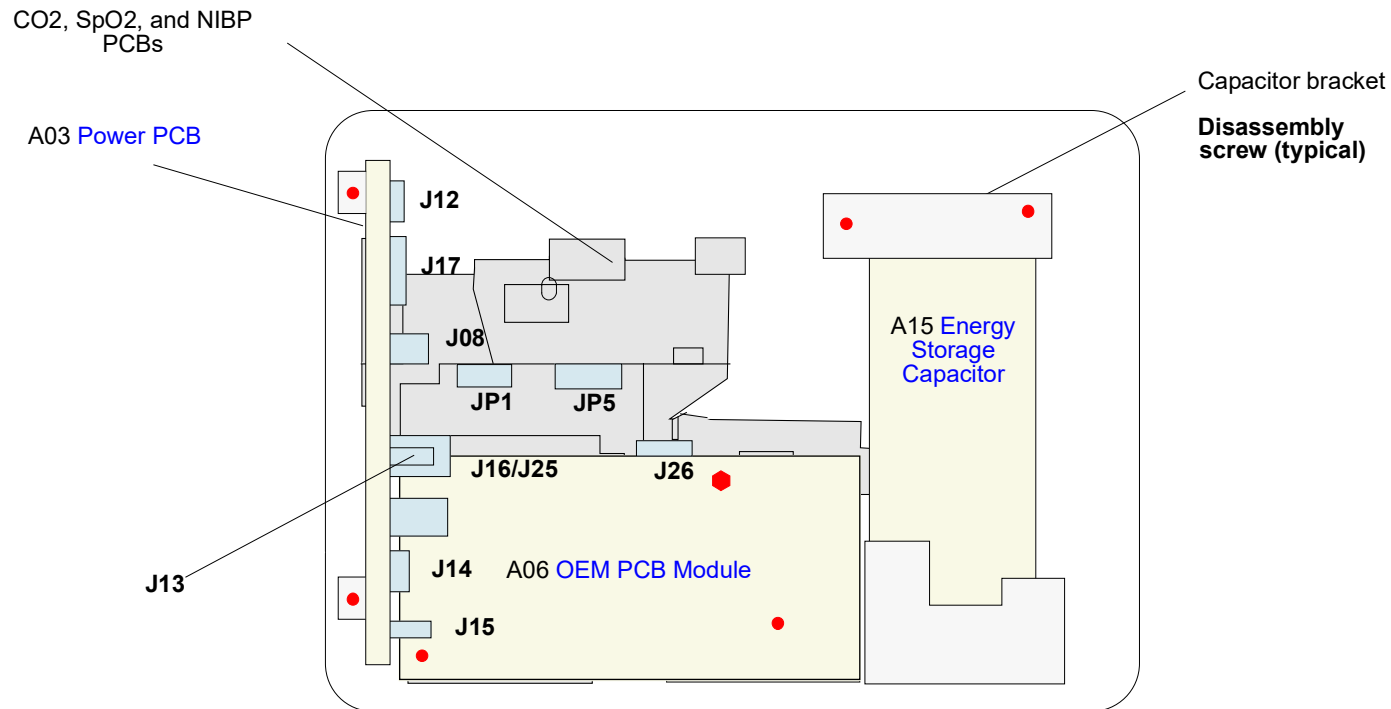 CO2, SpO2, and NIBP
PCBs
Capacitor bracket
Disassembly
screw (typical)
A03 Power PCB
J12
J17
J08
A15 Energy
Storage
Capacitor
JP1
JP5
J16/J25
J26
J13
J14
A06 OEM PCB Module
J15